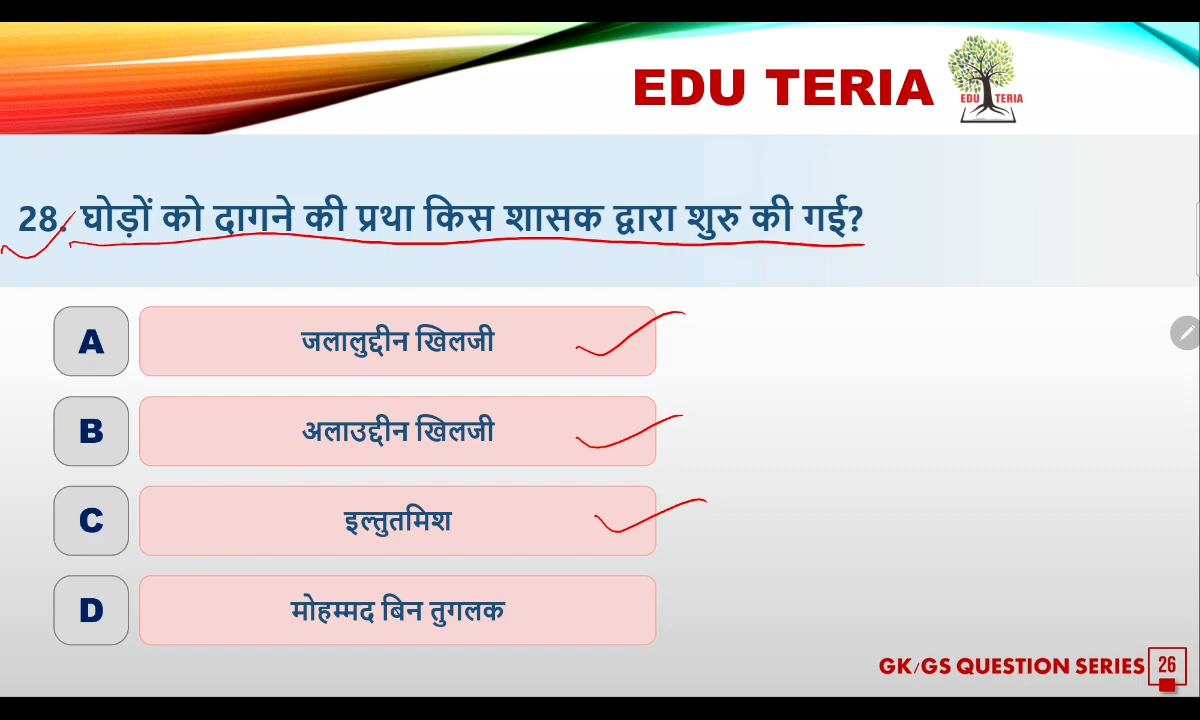 EDU TERIA
EDU TERIA
28. घोड़ों को दागने की प्रथा किस शासक द्वारा शुरु की गई?
A जलालुद्दीन खिलजी
B अलाउद्दीन खिलजी
C इल्तुतमिश
D मोहम्मद बिन तुगलक
GK/GS QUESTION SERIES 26